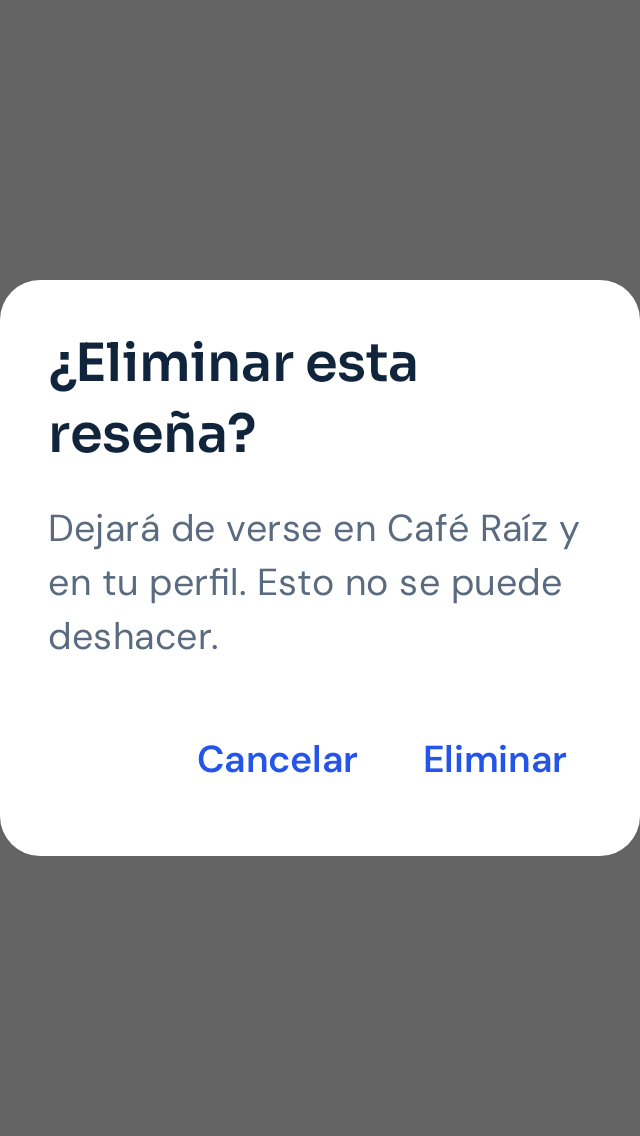 ¿Eliminar esta
reseña?
Dejará de verse en Café Raíz y
en tu perfil. Esto no se puede
deshacer.
Cancelar Eliminar